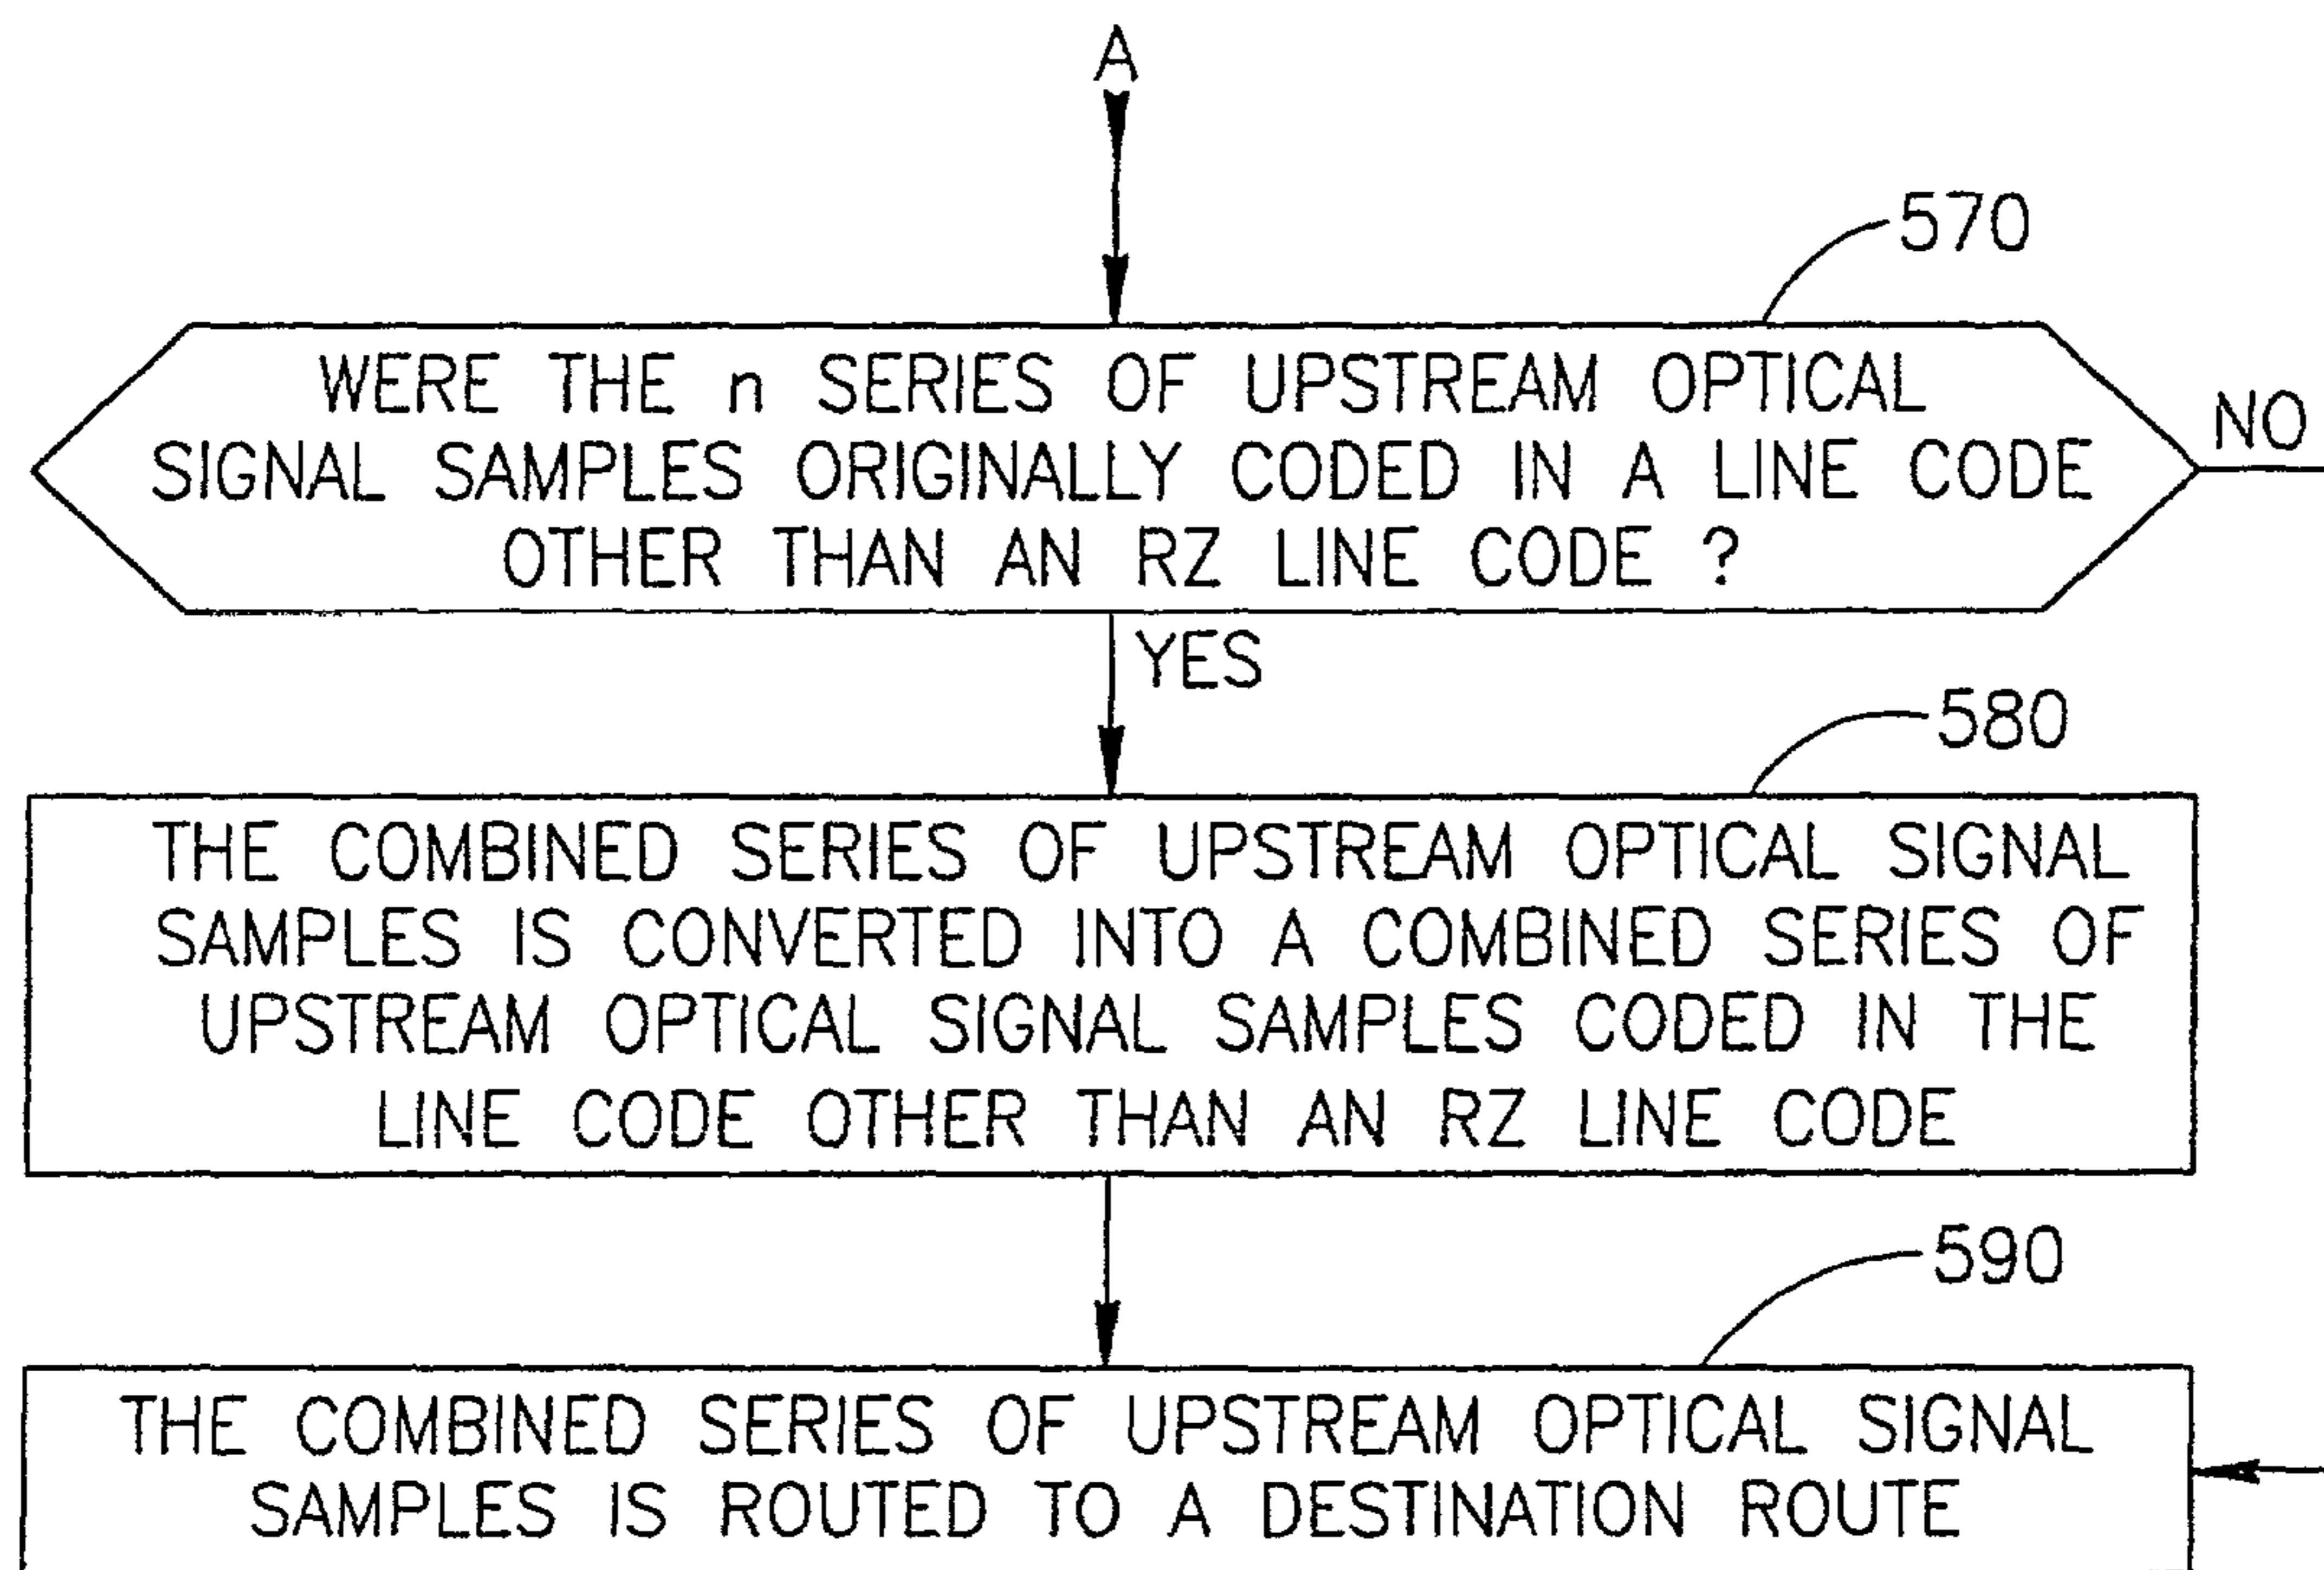 A
570
WERE THE n SERIES OF UPSTREAM OPTICAL
SIGNAL SAMPLES ORIGINALLY CODED IN A LINE CODE
OTHER THAN AN RZ LINE CODE ?
NO
YES
580
THE COMBINED SERIES OF UPSTREAM OPTICAL SIGNAL
SAMPLES IS CONVERTED INTO A COMBINED SERIES OF
UPSTREAM OPTICAL SIGNAL SAMPLES CODED IN THE
LINE CODE OTHER THAN AN RZ LINE CODE
590
THE COMBINED SERIES OF UPSTREAM OPTICAL SIGNAL
SAMPLES IS ROUTED TO A DESTINATION ROUTE